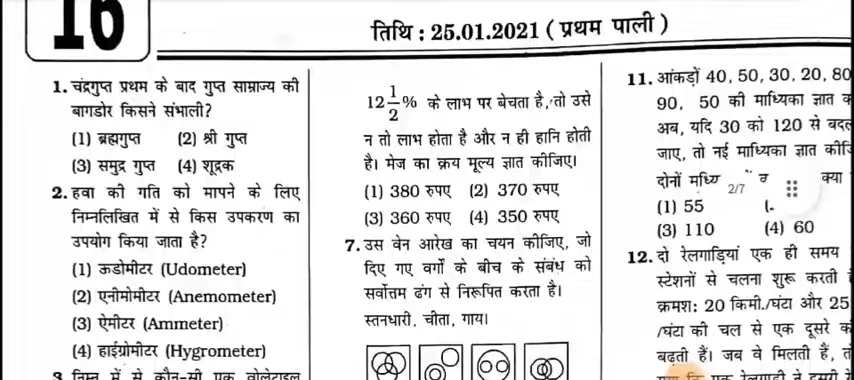 16
तिथि : 25.01.2021 ( प्रथम पाली )
1. चंद्रगुप्त प्रथम के बाद गुप्त साम्राज्य की
बागडोर किसने संभाली?
(1) ब्रह्मगुप्त (2) श्री गुप्त
(3) समुद्र गुप्त (4) शूद्रक
2. हवा की गति को मापने के लिए
निम्नलिखित में से किस उपकरण का
उपयोग किया जाता है?
(1) ऊडोमीटर (Udometer)
(2) एनीमोमीटर (Anemometer)
(3) ऐमीटर (Ammeter)
(4) हाईग्रोमीटर (Hygrometer)
3 निम्न में से कौन-सी एक वोलेटाइल
12 1/2 % के लाभ पर बेचता है, तो उसे
न तो लाभ होता है और न ही हानि होती
है। मेज का क्रय मूल्य ज्ञात कीजिए।
(1) 380 रुपए (2) 370 रुपए
(3) 360 रुपए (4) 350 रुपए
7. उस वेन आरेख का चयन कीजिए, जो
दिए गए वर्गों के बीच के संबंध को
सर्वोत्तम ढंग से निरूपित करता है।
स्तनधारी, चीता, गाय।
11. आंकड़ों 40, 50, 30, 20, 80
90, 50 की माध्यिका ज्ञात
अब, यदि 30 को 120 से
जाए, तो नई माध्यिका ज्ञात
दोनों क्या
2/7
(1) 55
(3) 110 (4) 60
12. दो रेलगाड़ियां एक ही समय
स्टेशनों से चलना शुरू करती
क्रमश: 20 किमी./घंटा और 25
/घंटा की चल से एक दूसरे
बढ़ती हैं। जब वे मिलती हैं,